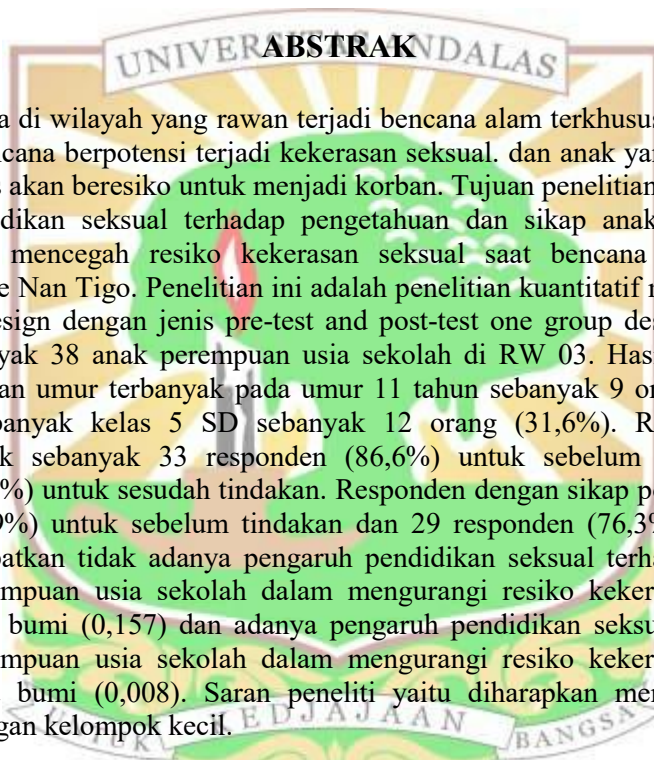 ABSTRAK
UNIVERSITAS ANDALAS
a di wilayah yang rawan terjadi bencana alam terkhusus
cana berpotensi terjadi kekerasan seksual. dan anak ya
s akan beresiko untuk menjadi korban. Tujuan penelitian
dikan seksual terhadap pengetahuan dan sikap anak
mencegah resiko kekerasan seksual saat bencana
e Nan Tigo. Penelitian ini adalah penelitian kuantitatif
esign dengan jenis pre-test and post-test one group des
yak 38 anak perempuan usia sekolah di RW 03. Has
an umur terbanyak pada umur 11 tahun sebanyak 9 or
banyak kelas 5 SD sebanyak 12 orang (31,6%). R
k sebanyak 33 responden (86,6%) untuk sebelum
%) untuk sesudah tindakan. Responden dengan sikap p
9%) untuk sebelum tindakan dan 29 responden (76,3%
patkan tidak adanya pengaruh pendidikan seksual terha
mpuan usia sekolah dalam mengurangi resiko keker
bumi (0,157) dan adanya pengaruh pendidikan seksu
mpuan usia sekolah dalam mengurangi resiko keker
bumi (0,008). Saran peneliti yaitu diharapkan me
gan kelompok kecil.
UNTUK KEDJAJAAN BANGSA